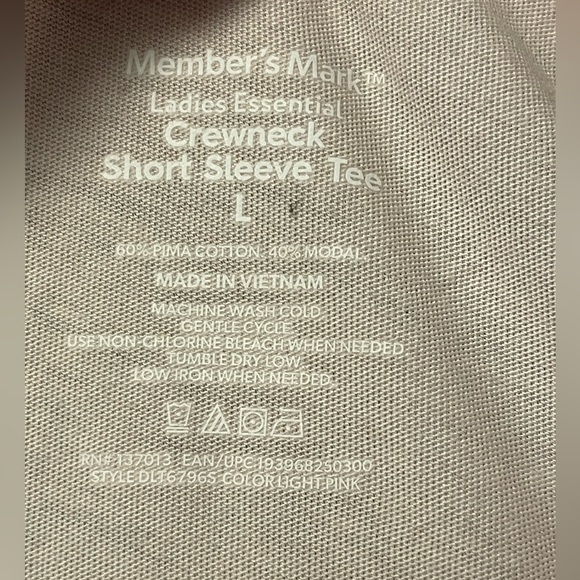 Member's Mark™
Ladies Essential
Crewneck
Short Sleeve Tee
L
60% PIMA COTTON 40% MODAL
MADE IN VIETNAM
MACHINE WASH COLD
GENTLE CYCLE
USE NON-CHLORINE BLEACH WHEN NEEDED
TUMBLE DRY LOW
LOW IRON WHEN NEEDED
RN# 137013 EAN/UPC 193968250300
STYLE DL16796S COLOR LIGHT PINK